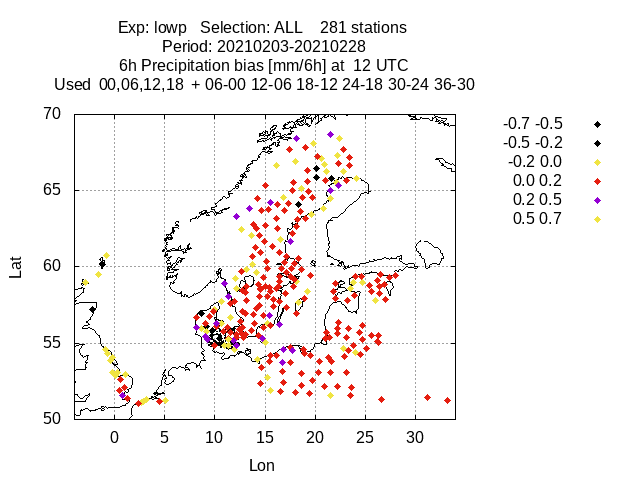 Exp: lowp   Selection: ALL    281 stations
Period: 20210203-20210228
6h Precipitation bias [mm/6h] at  12 UTC
Used  00,06,12,18  + 06-00 12-06 18-12 24-18 30-24 36-30
70
65
60
55
50
Lat
0 5 10 15 20 25 30
Lon
-0.7 -0.5
-0.5 -0.2
-0.2 0.0
0.0 0.2
0.2 0.5
0.5 0.7